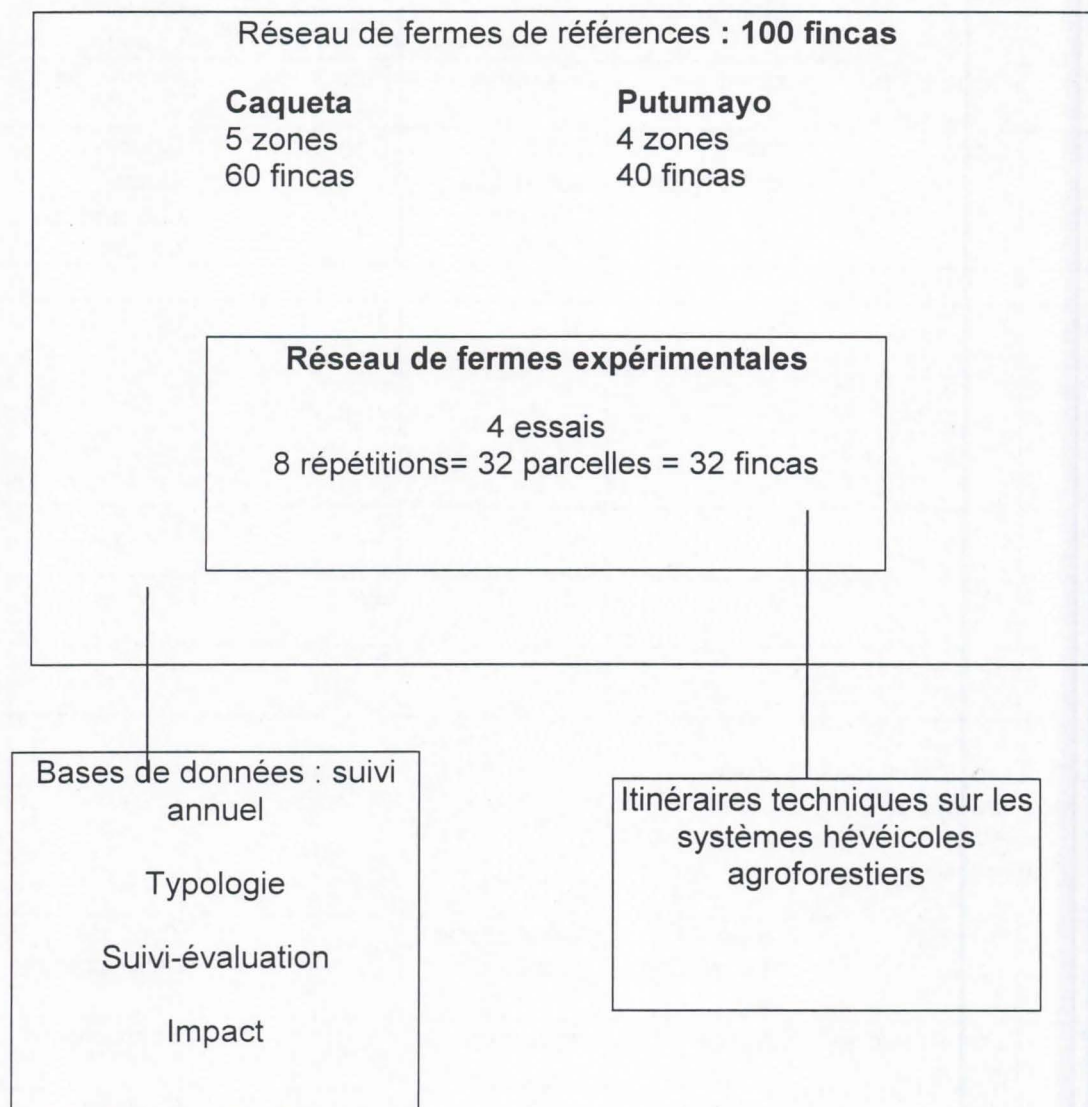 Réseau de fermes de références : 100 fincas
Caqueta
5 zones
60 fincas
Putumayo
4 zones
40 fincas
Réseau de fermes expérimentales
4 essais
8 répétitions= 32 parcelles = 32 fincas
Bases de données : suivi
annuel
Typologie
Suivi-évaluation
Impact
Itinéraires techniques sur les
systèmes hévéicoles
agroforestiers